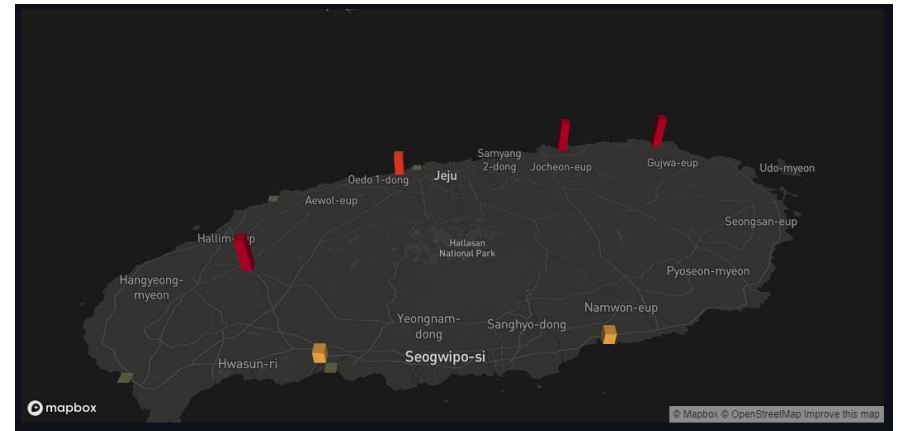 Samyang
2-dong
Jocheon-eup
Gujwa-eup
Udo-myeon
Oedo 1-dong
Jeju
Aewol-eup
Seongsan-eup
Hallim-eup
Hallasan
National Park
Pyoseon-myeon
Hangyeong-
myeon
Namwon-eup
Yeongnam-
dong
Sanghyo-dong
Hwasun-ri
Seogwipo-si
mapbox
© Mapbox © OpenStreetMap Improve this map